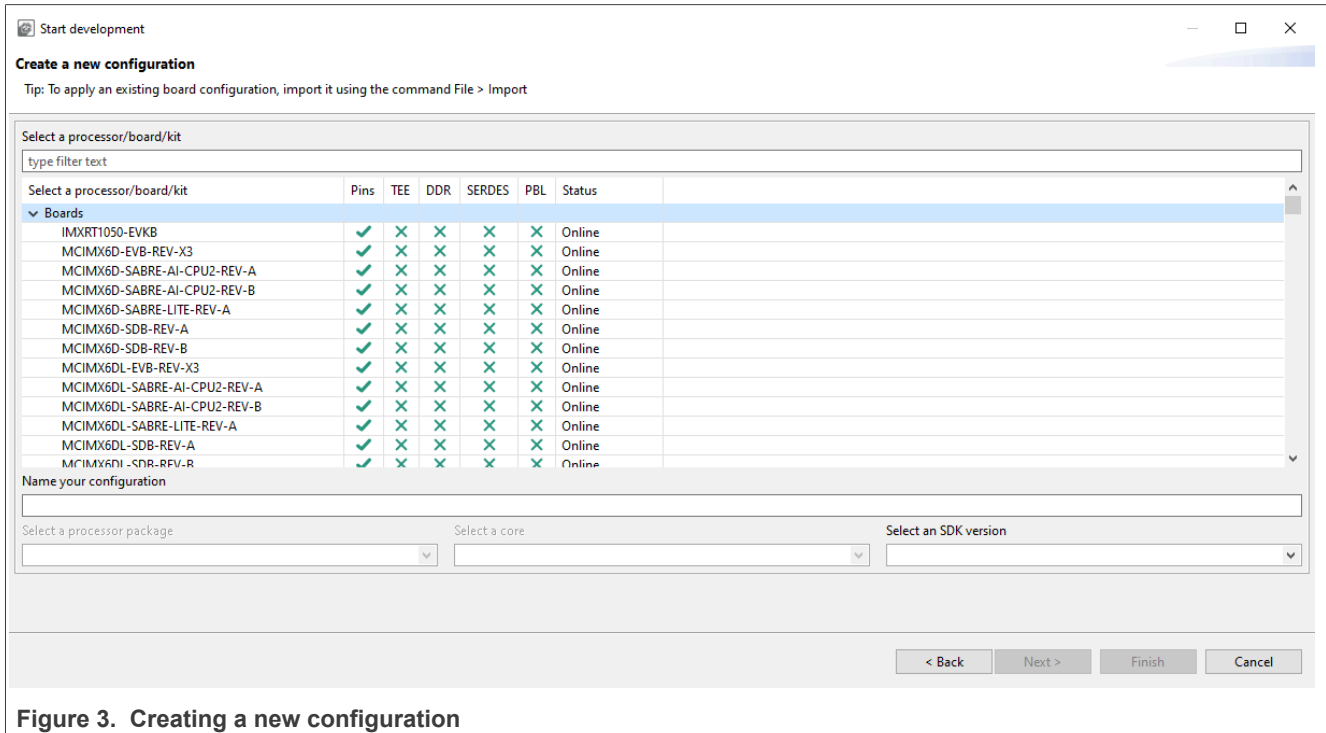 Start development
Create a new configuration
Tip: To apply an existing board configuration, import it using the command File > Import
Select a processor/board/kit
type filter text
Select a processor/board/kit Pins TEE DDR SERDES PBL Status
Boards
IMXRT1050-EVKB Online
MCIMX6D-EVB-REV-X3 Online
MCIMX6D-SABRE-AI-CPU2-REV-A Online
MCIMX6D-SABRE-AI-CPU2-REV-B Online
MCIMX6D-SABRE-LITE-REV-A Online
MCIMX6D-SDB-REV-A Online
MCIMX6D-SDB-REV-B Online
MCIMX6DL-EVB-REV-X3 Online
MCIMX6DL-SABRE-AI-CPU2-REV-A Online
MCIMX6DL-SABRE-AI-CPU2-REV-B Online
MCIMX6DL-SABRE-LITE-REV-A Online
MCIMX6DL-SDB-REV-A Online
MCIMX6DL-SDB-REV-B Online
Name your configuration
Select a processor package Select a core Select an SDK version
< Back Next > Finish Cancel
Figure 3. Creating a new configuration